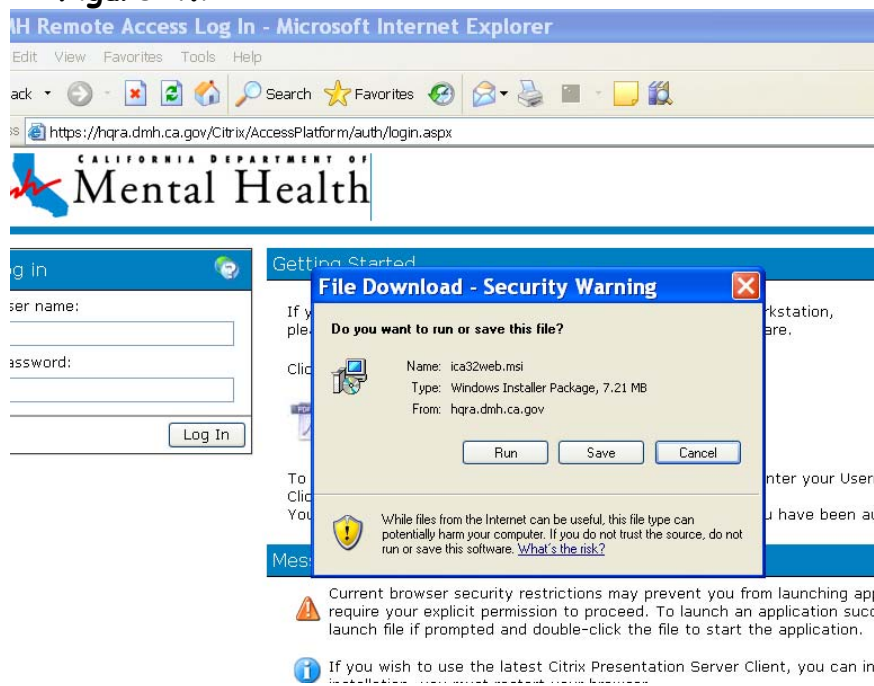 MH Remote Access Log In - Microsoft Internet Explorer
Edit View Favorites Tools Help
ack Search Favorites
ss https://hqra.dmh.ca.gov/Citrix/AccessPlatform/auth/login.aspx
CALIFORNIA DEPARTMENT OF
Mental Health
g in
ser name:
assword:
Log In
Getting Started
If y
rkstation,
ple
are.
Clic
To
nter your User
Clic
You
u have been au
File Download - Security Warning
Do you want to run or save this file?
Name: ica32web.msi
Type: Windows Installer Package, 7.21 MB
From: hqra.dmh.ca.gov
Run Save Cancel
While files from the Internet can be useful, this file type can
potentially harm your computer. If you do not trust the source, do not
run or save this software. What's the risk?
Mes
Current browser security restrictions may prevent you from launching app
require your explicit permission to proceed. To launch an application succ
launch file if prompted and double-click the file to start the application.
If you wish to use the latest Citrix Presentation Server Client, you can in
installation, you must restart your browser.